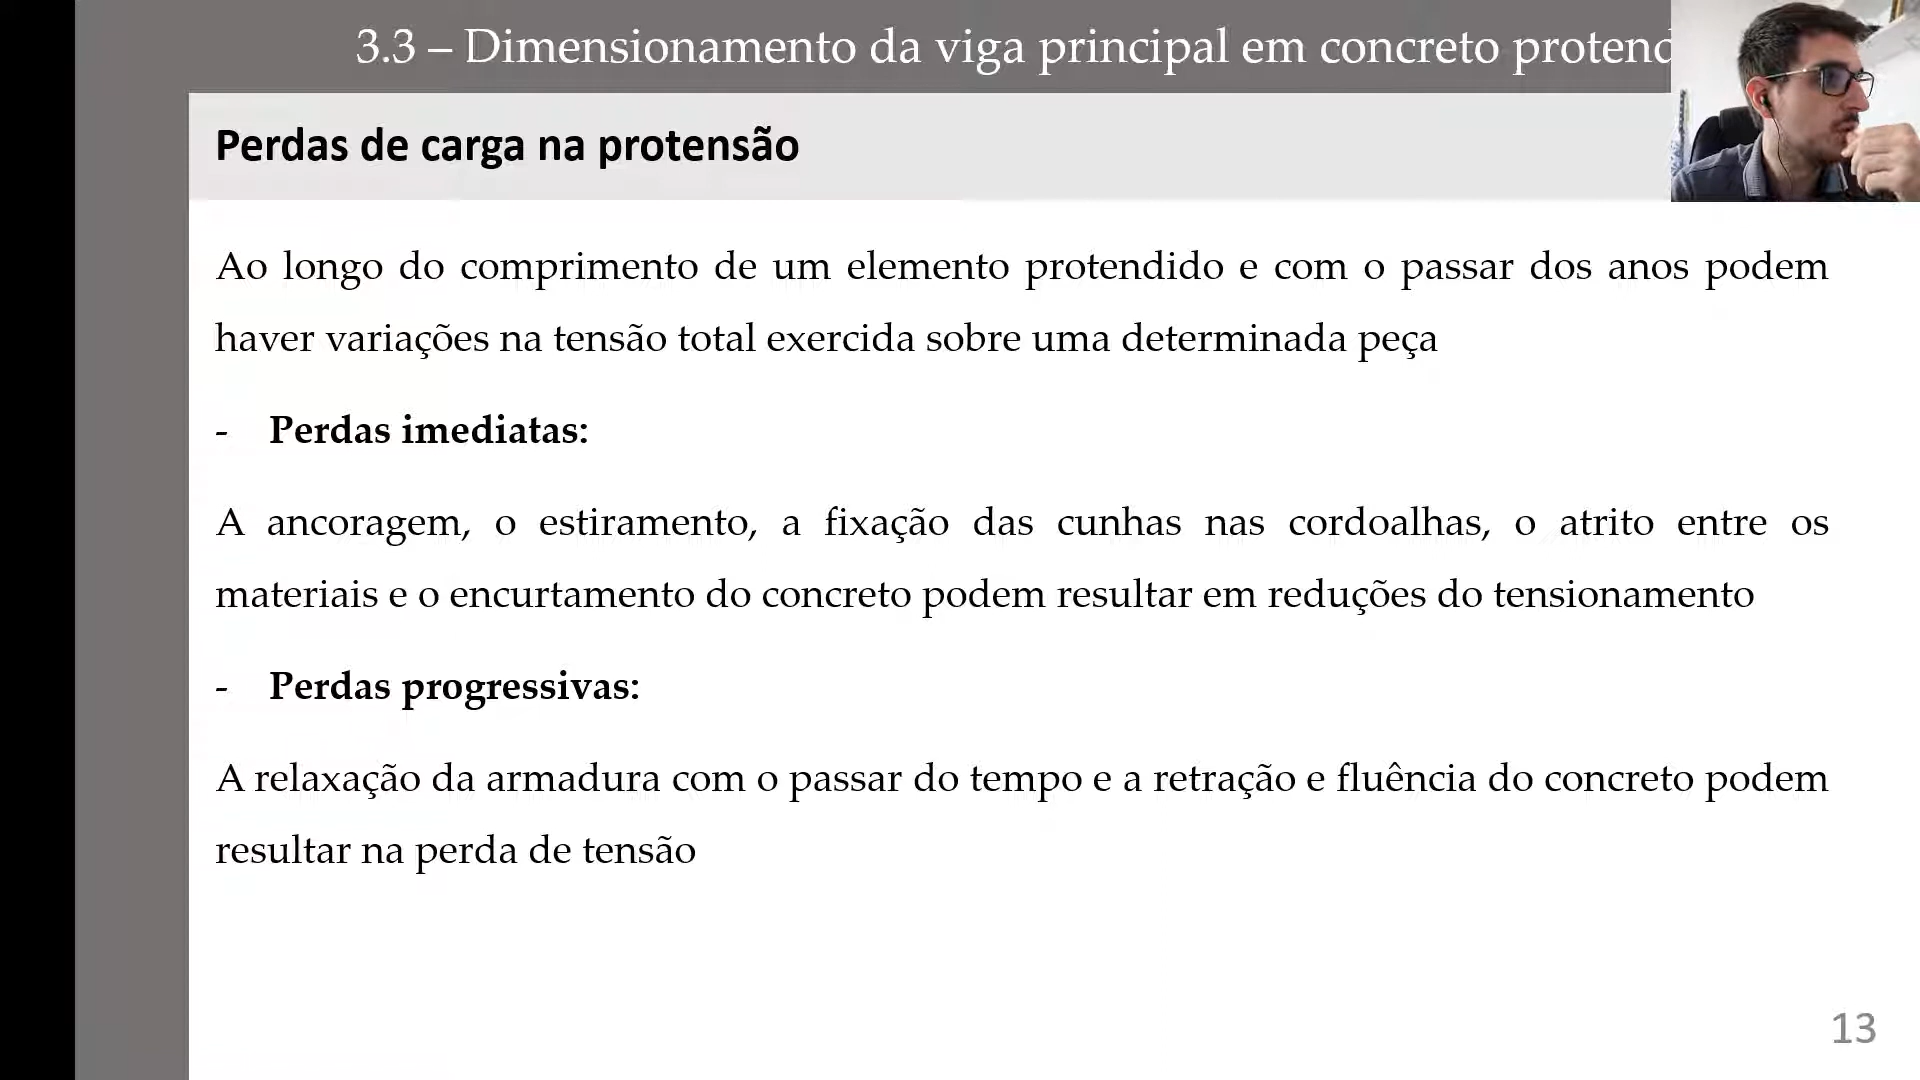 3.3 – Dimensionamento da viga principal em concreto protend
Perdas de carga na protensão
Ao longo do comprimento de um elemento protendido e com o passar dos anos podem
haver variações na tensão total exercida sobre uma determinada peça
- Perdas imediatas:
A ancoragem, o estiramento, a fixação das cunhas nas cordoalhas, o atrito entre os
materiais e o encurtamento do concreto podem resultar em reduções do tensionamento
- Perdas progressivas:
A relaxação da armadura com o passar do tempo e a retração e fluência do concreto podem
resultar na perda de tensão
13